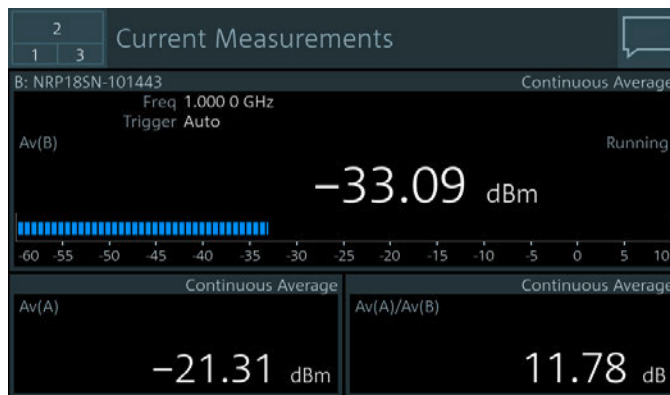 2
1 3
Current Measurements
B: NRP18SN-101443 Continuous Average
Freq 1.000 0 GHz
Trigger Auto
Av(B) Running
-33.09 dBm
-60 -55 -50 -45 -40 -35 -30 -25 -20 -15 -10 -5 0 5 10
Continuous Average
Av(A)
-21.31 dBm
Continuous Average
Av(A)/Av(B)
11.78 dB